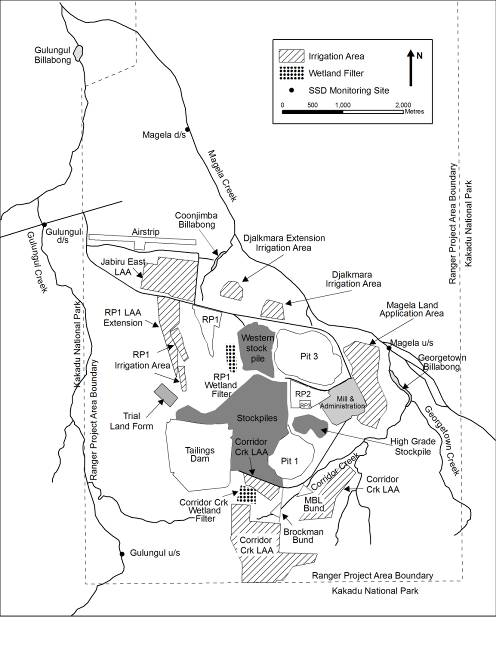 Gulungul
Billabong
Irrigation Area
Wetland Filter
SSD Monitoring Site
N
0 500 1,000 2,000
Metres
Magela d/s
Magela Creek
Ranger Project Area Boundary
Kakadu National Park
Coonjimba
Billabong
Gulungul
d/s
Gulungul Creek
Airstrip
Djalkmara Extension
Irrigation Area
Jabiru East
LAA
Djalkmara
Irrigation Area
RP1 LAA
Extension
RP1
Magela Land
Application Area
Kakadu National Park
Ranger Project Area Boundary
Western
stock
pile
Pit 3
Magela u/s
RP1
Irrigation Area
Georgetown
Billabong
RP1
Wetland
Filter
RP2
Mill &
Administration
Trial
Land Form
Stockpiles
Georgetown Creek
High Grade
Stockpile
Tailings
Dam
Corridor
Crk LAA
Pit 1
Corridor Creek
Corridor
Crk LAA
Corridor Crk
Wetland
Filter
MBL
Bund
Brockman
Bund
Corridor
Crk LAA
Gulungul u/s
Ranger Project Area Boundary
Kakadu National Park